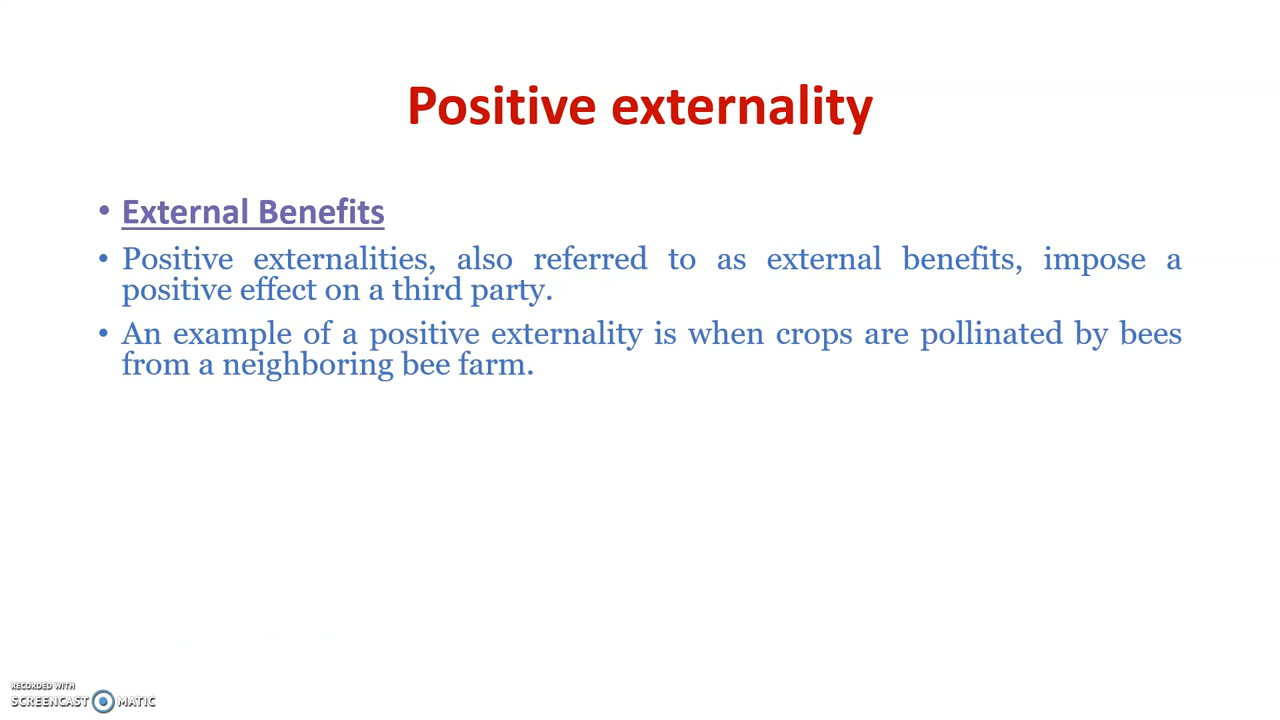 Positive externality
• External Benefits
• Positive externalities, also referred to as external benefits, impose a
positive effect on a third party.
• An example of a positive externality is when crops are pollinated by bees
from a neighboring bee farm.
RECORDED WITH
SCREENCAST MATIC